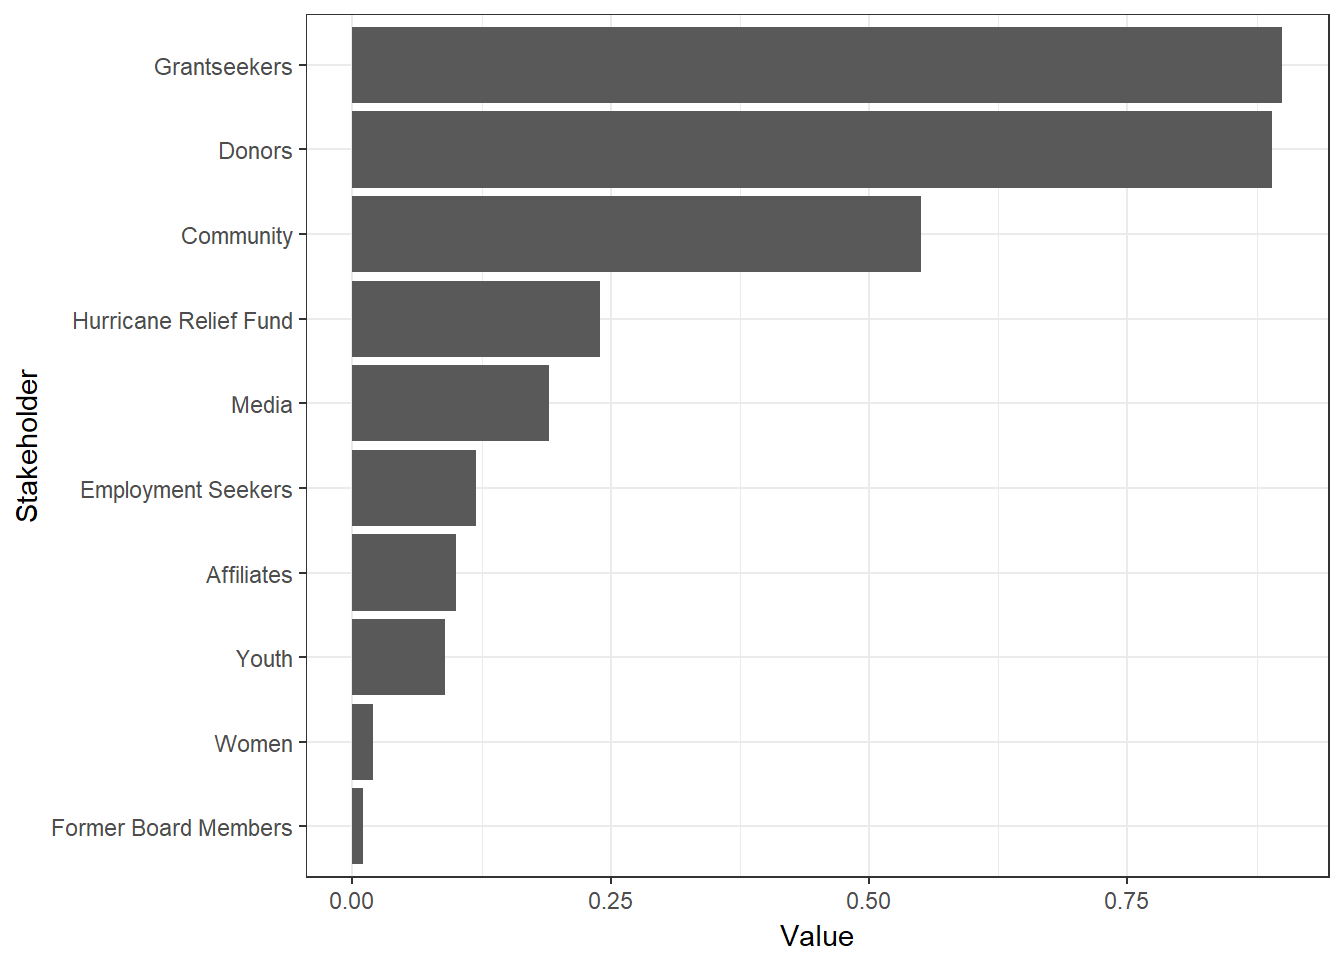 Grantseekers
Donors
Community
Hurricane Relief Fund
Media
Employment Seekers
Affiliates
Youth
Women
Former Board Members
Stakeholder
0.00 0.25 0.50 0.75
Value